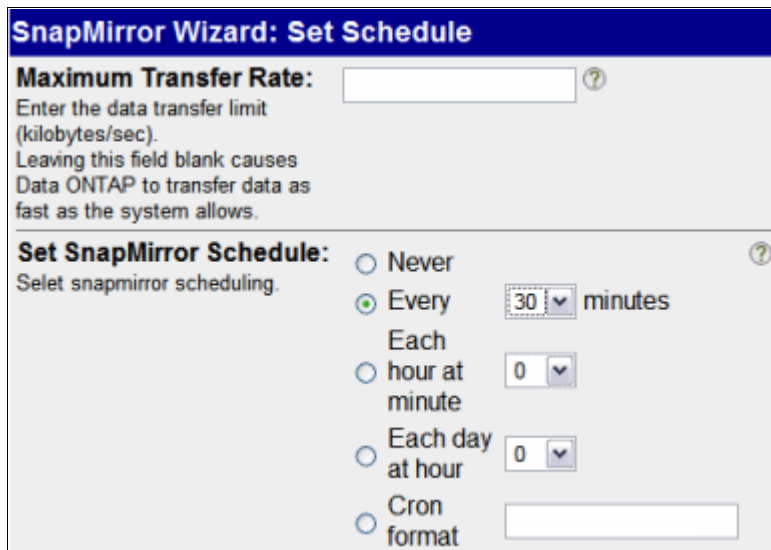 SnapMirror Wizard: Set Schedule
Maximum Transfer Rate:
Enter the data transfer limit
(kilobytes/sec).
Leaving this field blank causes
Data ONTAP to transfer data as
fast as the system allows.
?
Set SnapMirror Schedule:
Selet snapmirror scheduling.
?
Never
Every 30 minutes
Each
hour at 0
minute
Each day
at hour 0
Cron
format